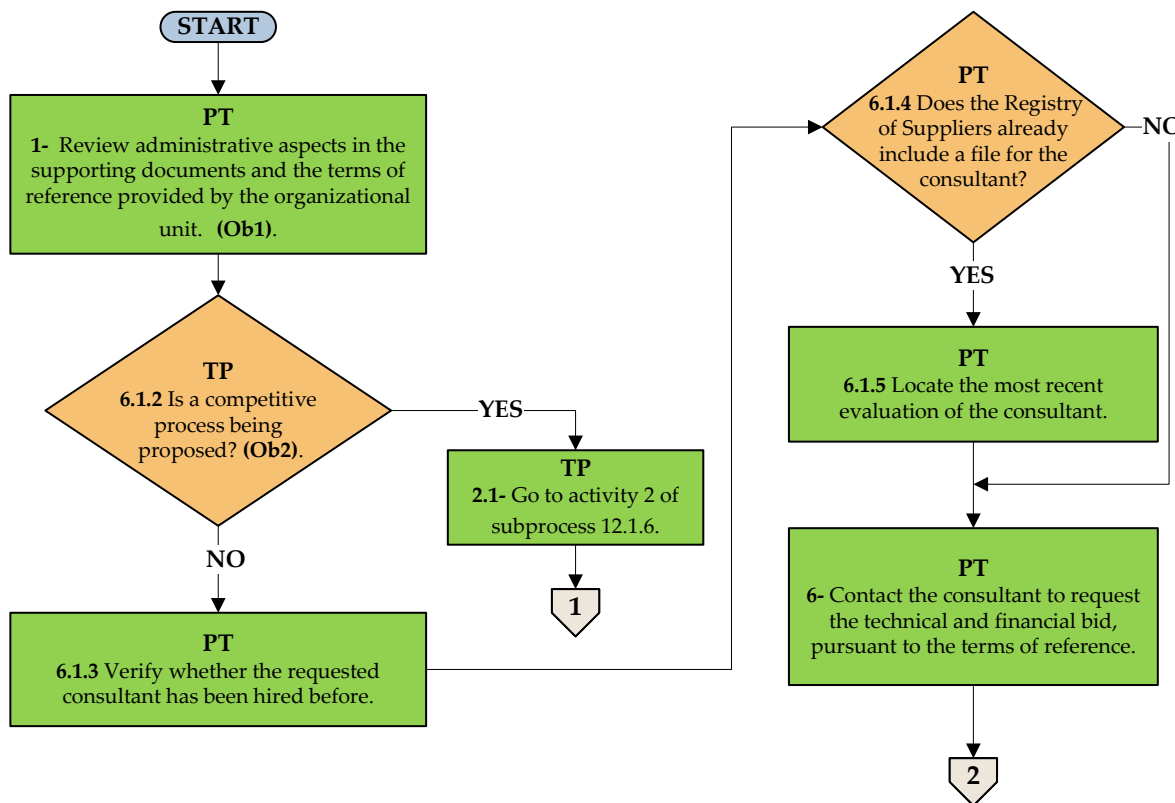 START
PT
1- Review administrative aspects in the
supporting documents and the terms of
reference provided by the organizational
unit. (Ob1).
TP
6.1.2 Is a competitive
process being
proposed? (Ob2).
YES
TP
2.1- Go to activity 2 of
subprocess 12.1.6.
1
NO
PT
6.1.3 Verify whether the requested
consultant has been hired before.
PT
6.1.4 Does the Registry
of Suppliers already
include a file for the
consultant?
NO
YES
PT
6.1.5 Locate the most recent
evaluation of the consultant.
PT
6- Contact the consultant to request
the technical and financial bid,
pursuant to the terms of reference.
2